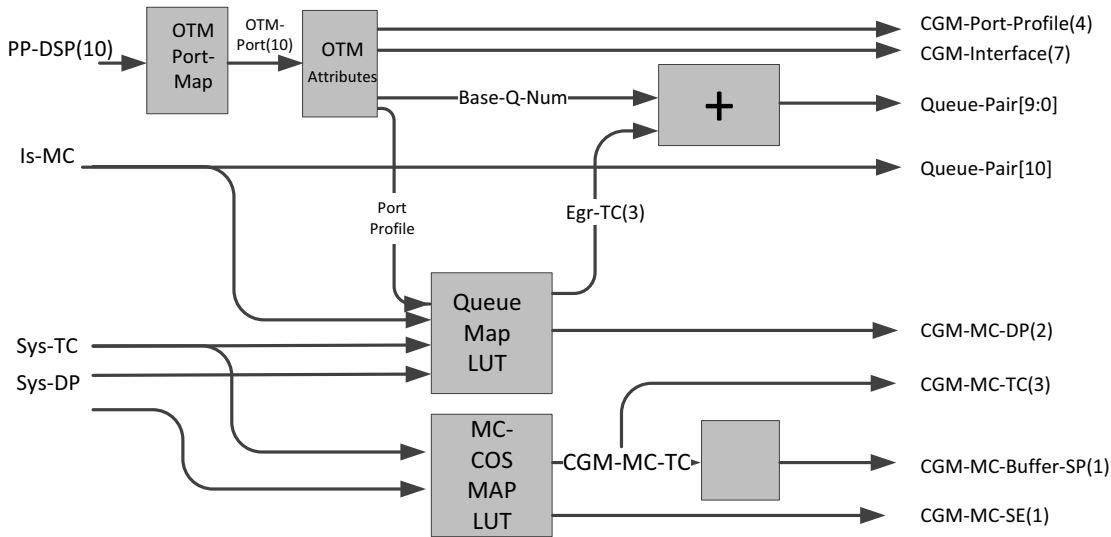 PP-DSP(10)
OTM
Port-
Map
OTM-
Port(10)
OTM
Attributes
CGM-Port-Profile(4)
CGM-Interface(7)
Base-Q-Num
+
Queue-Pair[9:0]
Is-MC
Queue-Pair[10]
Port
Profile
Egr-TC(3)
Queue
Map
LUT
CGM-MC-DP(2)
Sys-TC
Sys-DP
CGM-MC-TC(3)
MC-
COS
MAP
LUT
CGM-MC-TC
CGM-MC-Buffer-SP(1)
CGM-MC-SE(1)